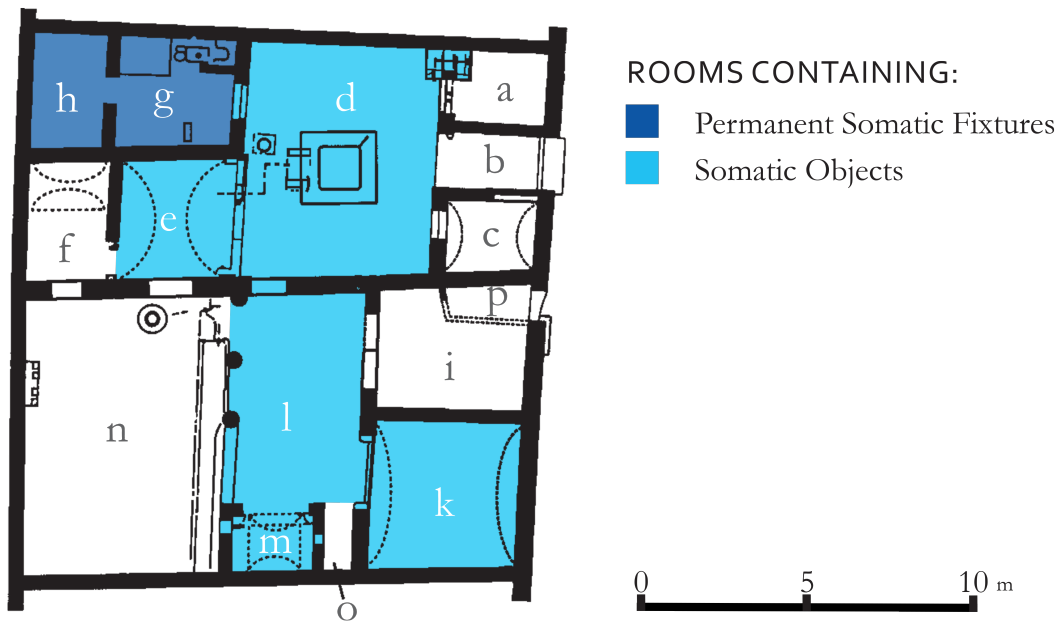 ROOMS CONTAINING:
Permanent Somatic Fixtures
Somatic Objects
h
g
d
a
b
e
f
c
p
i
n
l
k
m
o
0 5 10 m